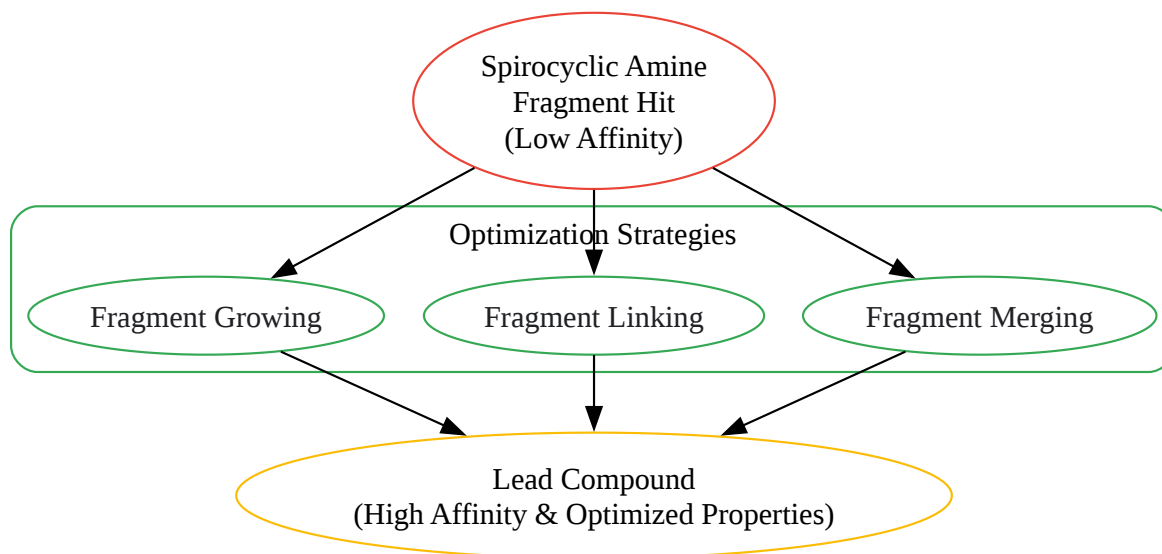 Spirocyclic Amine
Fragment Hit
(Low Affinity)
Optimization Strategies
Fragment Growing
Fragment Linking
Fragment Merging
Lead Compound
(High Affinity & Optimized Properties)